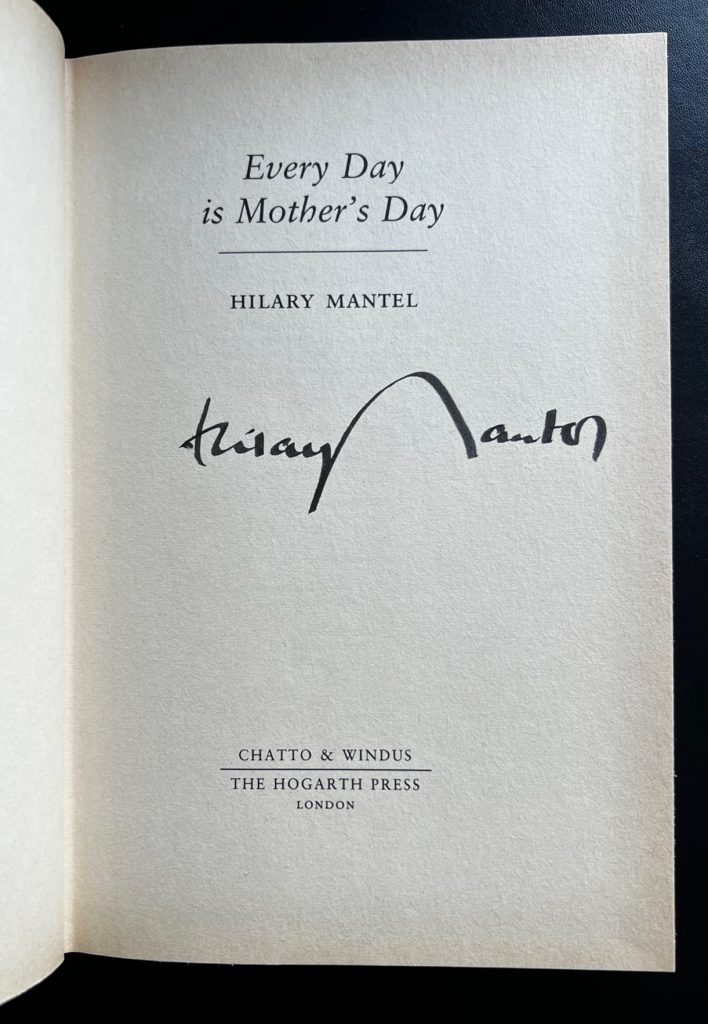 Every Day
is Mother's Day
HILARY MANTEL
Hilary Mantel
CHATTO & WINDUS
THE HOGARTH PRESS
LONDON